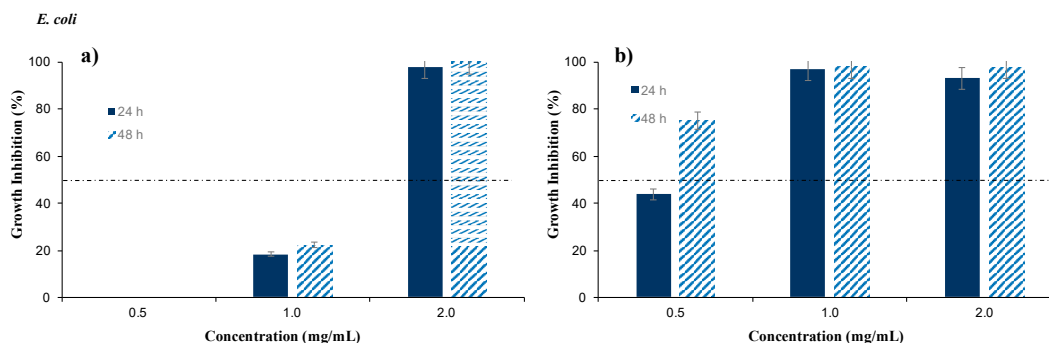 E. coli
a)
Growth Inhibition (%)
100
80
60
40
20
0
24 h
48 h
0.5
1.0
2.0
Concentration (mg/mL)
b)
Growth Inhibition (%)
100
80
60
40
20
0
24 h
48 h
0.5
1.0
2.0
Concentration (mg/mL)